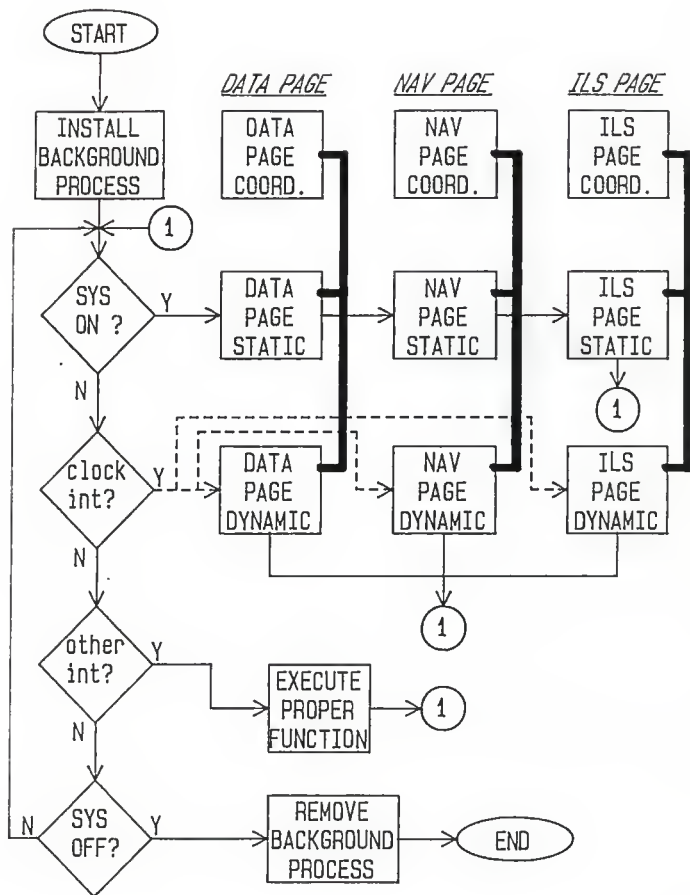 START
DATA PAGE
NAV PAGE
ILS PAGE
INSTALL
BACKGROUND
PROCESS
DATA
PAGE
COORD.
NAV
PAGE
COORD.
ILS
PAGE
COORD.
1
SYS
ON ?
Y
N
DATA
PAGE
STATIC
NAV
PAGE
STATIC
ILS
PAGE
STATIC
1
clock
int?
Y
N
DATA
PAGE
DYNAMIC
NAV
PAGE
DYNAMIC
ILS
PAGE
DYNAMIC
1
other
int?
Y
N
EXECUTE
PROPER
FUNCTION
1
SYS
OFF?
N
Y
REMOVE
BACKGROUND
PROCESS
END